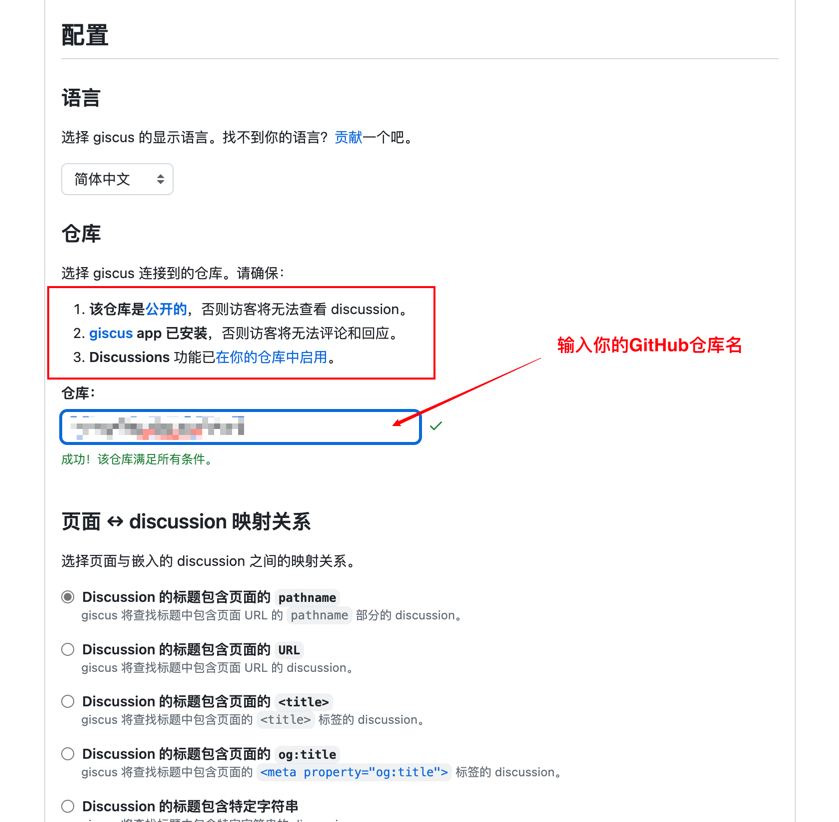 配置
语言
选择 giscus 的显示语言。找不到你的语言？贡献一个吧。
简体中文
仓库
选择 giscus 连接到的仓库。请确保：
1. 该仓库是公开的，否则访客将无法查看 discussion。
2. giscus app 已安装，否则访客将无法评论和回应。
3. Discussions 功能已在你的仓库中启用。
输入你的GitHub仓库名
仓库：
成功！该仓库满足所有条件。
页面 ↔ discussion 映射关系
选择页面与嵌入的 discussion 之间的映射关系。
Discussion 的标题包含页面的 pathname
giscus 将查找标题中包含页面 URL 的 pathname 部分的 discussion。
Discussion 的标题包含页面的 URL
giscus 将查找标题中包含页面 URL 的 discussion。
Discussion 的标题包含页面的 <title>
giscus 将查找标题中包含页面的 <title> 标签的 discussion。
Discussion 的标题包含页面的 og:title
giscus 将查找标题中包含页面的 <meta property="og:title"> 标签的 discussion。
Discussion 的标题包含特定字符串